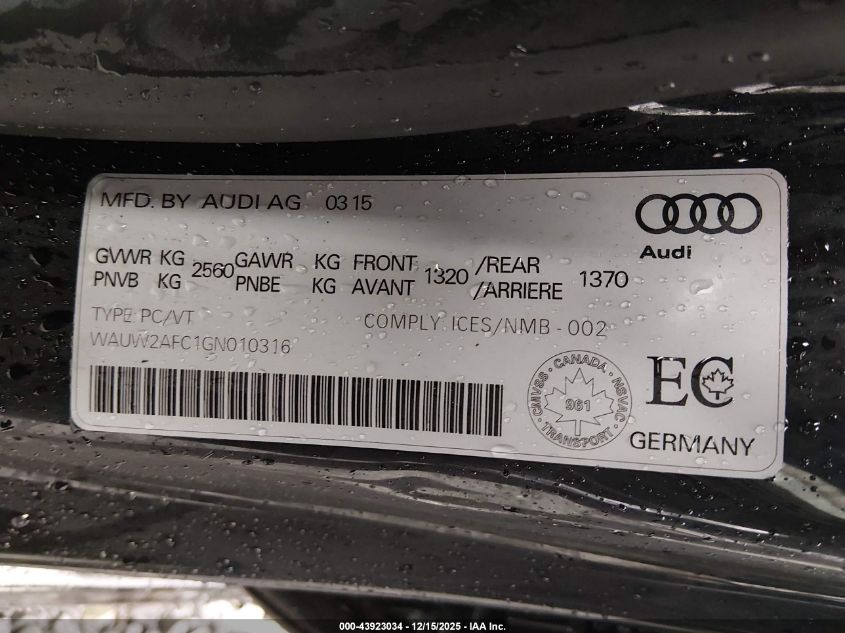 MFD. BY AUDI AG 03 15
Audi
GVWR KG 2560 GAWR KG FRONT 1320 /REAR 1370
PNVB KG PNBE KG AVANT /ARRIERE
TYPE PC/VT
COMPLY. ICES/NMB - 002
WAUW2AFC1GN010316
CANADA
CMVSS · NSVAC
961
TRANSPORT
EC
GERMANY
000-43923034 - 12/15/2025 - IAA Inc.